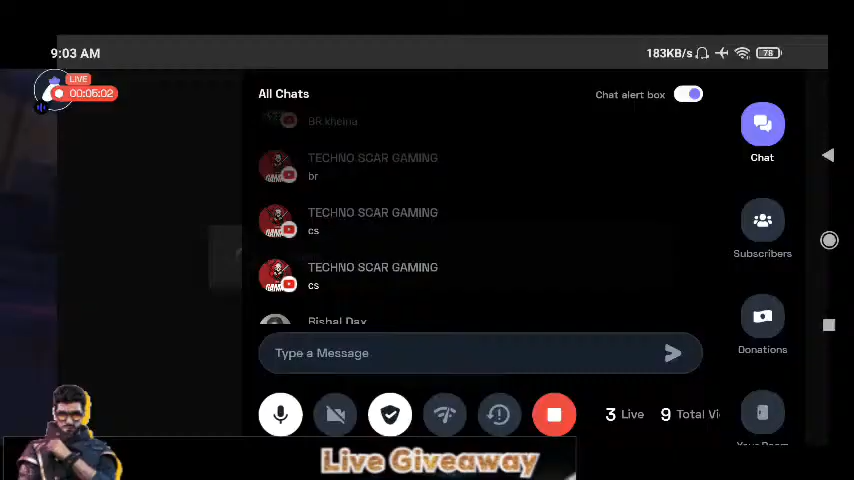 9:03 AM
183KB/s
78
LIVE
00:05:02
All Chats
Chat alert box
BR.kheina
TECHNO SCAR GAMING
br
TECHNO SCAR GAMING
cs
TECHNO SCAR GAMING
cs
Bishal Dax
Type a Message
Chat
Subscribers
Donations
3 Live
9 Total Vi
Live Giveaway